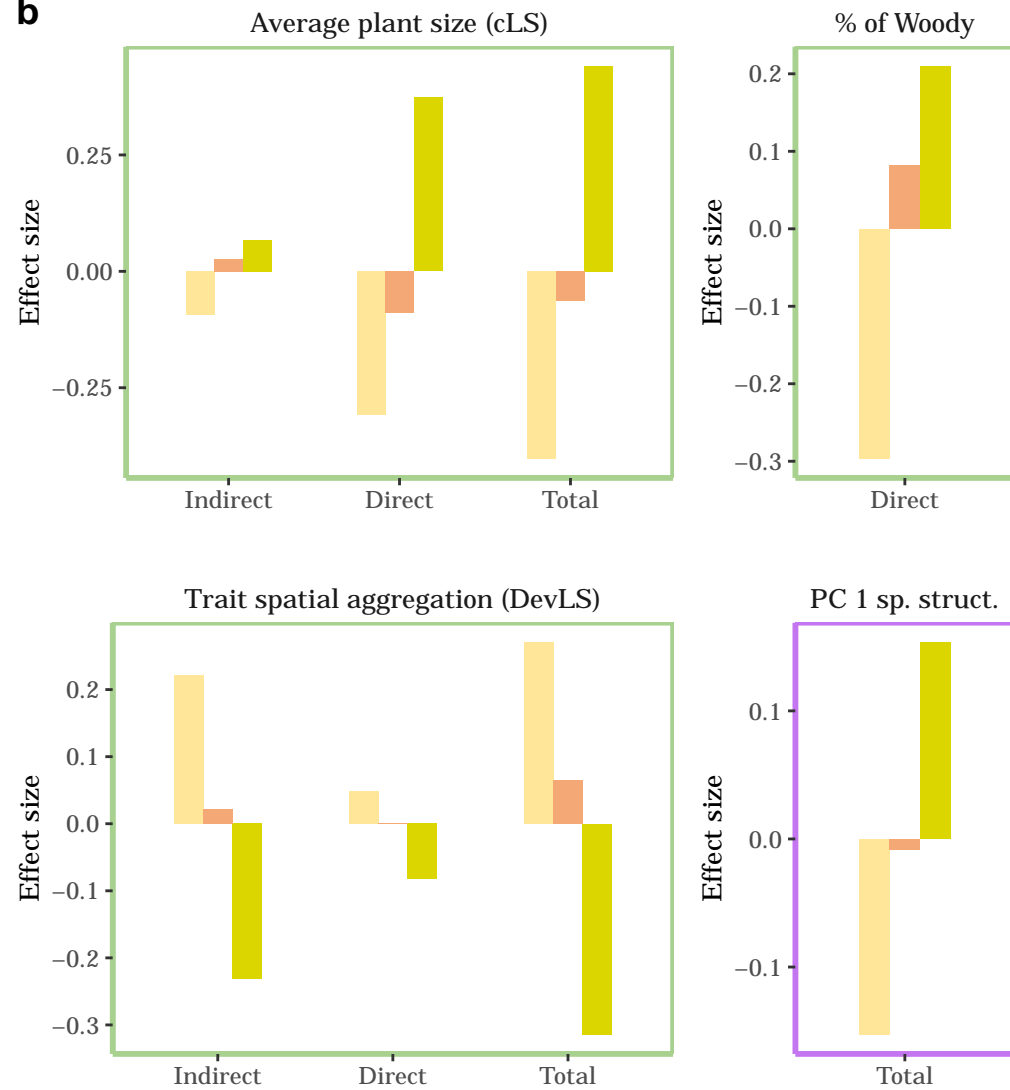 b
Average plant size (cLS)
Effect size
0.25
0.00
−0.25
Indirect
Direct
Total
% of Woody
Effect size
0.2
0.1
0.0
−0.1
−0.2
−0.3
Direct
Trait spatial aggregation (DevLS)
Effect size
0.2
0.1
0.0
−0.1
−0.2
−0.3
Indirect
Direct
Total
PC 1 sp. struct.
Effect size
0.1
0.0
−0.1
Total